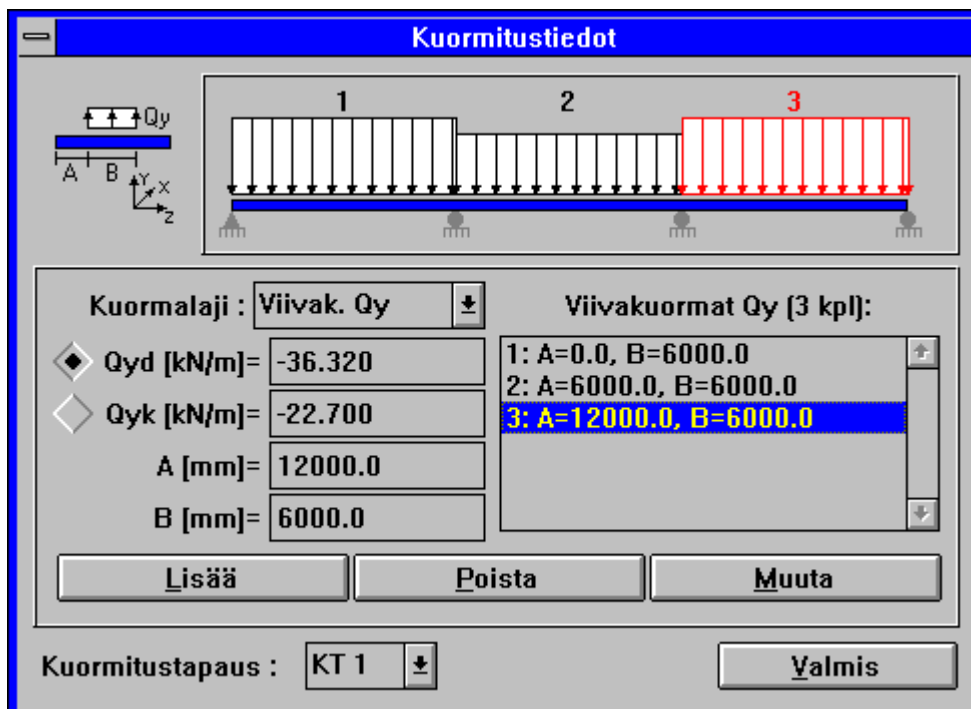 Kuormitustiedot
Qy
A B
Y X
Z
1 2 3
Kuormalaji : Viivak. Qy
Qyd [kN/m]= -36.320
Qyk [kN/m]= -22.700
A [mm]= 12000.0
B [mm]= 6000.0
Viivakuormat Qy (3 kpl):
1: A=0.0, B=6000.0
2: A=6000.0, B=6000.0
3: A=12000.0, B=6000.0
Lisää Poista Muuta
Kuormitustapaus : KT 1 Valmis